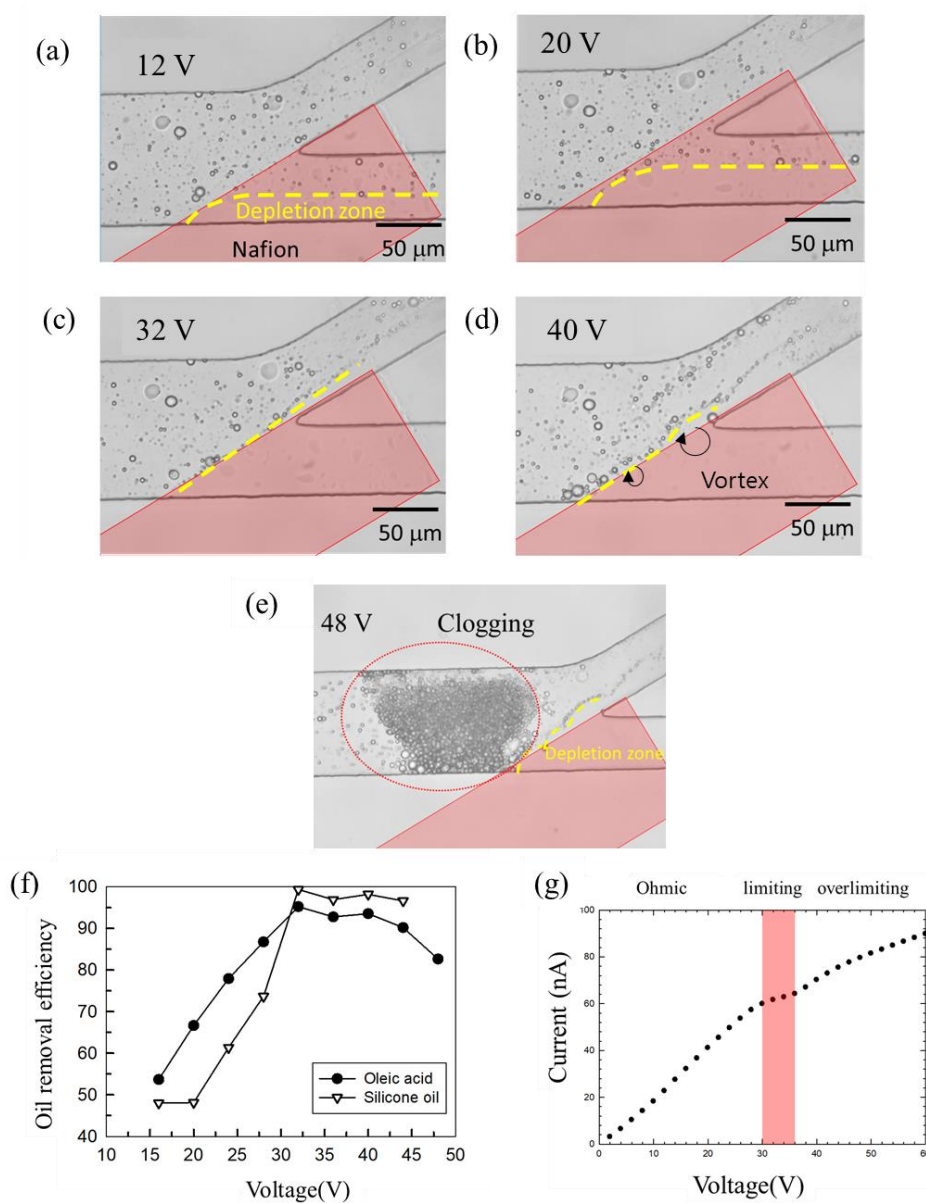 (a)
12 V
Depletion zone
Nafion
50 μm
(b)
20 V
50 μm
(c)
32 V
50 μm
(d)
40 V
Vortex
50 μm
(e)
48 V
Clogging
Depletion zone
(f)
Oil removal efficiency
100
90
80
70
60
50
40
10
15
20
25
30
35
40
45
50
Oleic acid
Silicone oil
Voltage(V)
(g)
Ohmic
limiting
overlimiting
Current (nA)
100
80
60
40
20
0
0
10
20
30
40
50
60
Voltage(V)